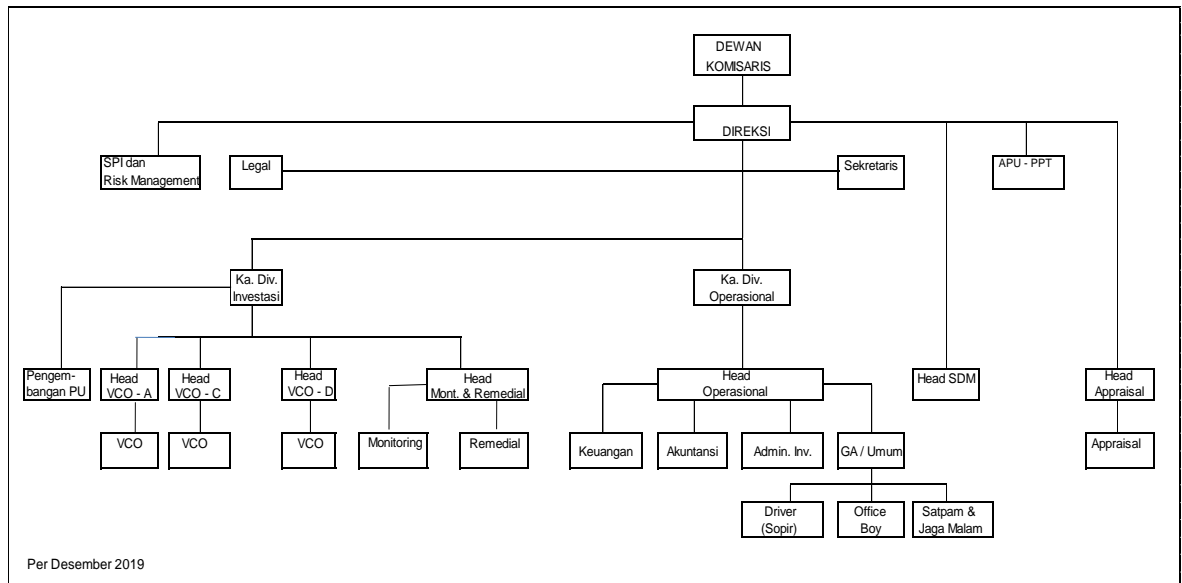 DEWAN
KOMISARIS
DIREKSI
SPI dan
Risk Management
Legal
Sekretaris
APU - PPT
Ka. Div.
Investasi
Ka. Div.
Operasional
Pengem-
bangan PU
Head
VCO - A
Head
VCO - C
Head
VCO - D
Head
Mont. & Remedial
Head
Operasional
Head SDM
Head
Appraisal
VCO
VCO
VCO
Monitoring
Remedial
Keuangan
Akuntansi
Admin. Inv.
GA / Umum
Appraisal
Driver
(Sopir)
Office
Boy
Satpam &
Jaga Malam
Per Desember 2019